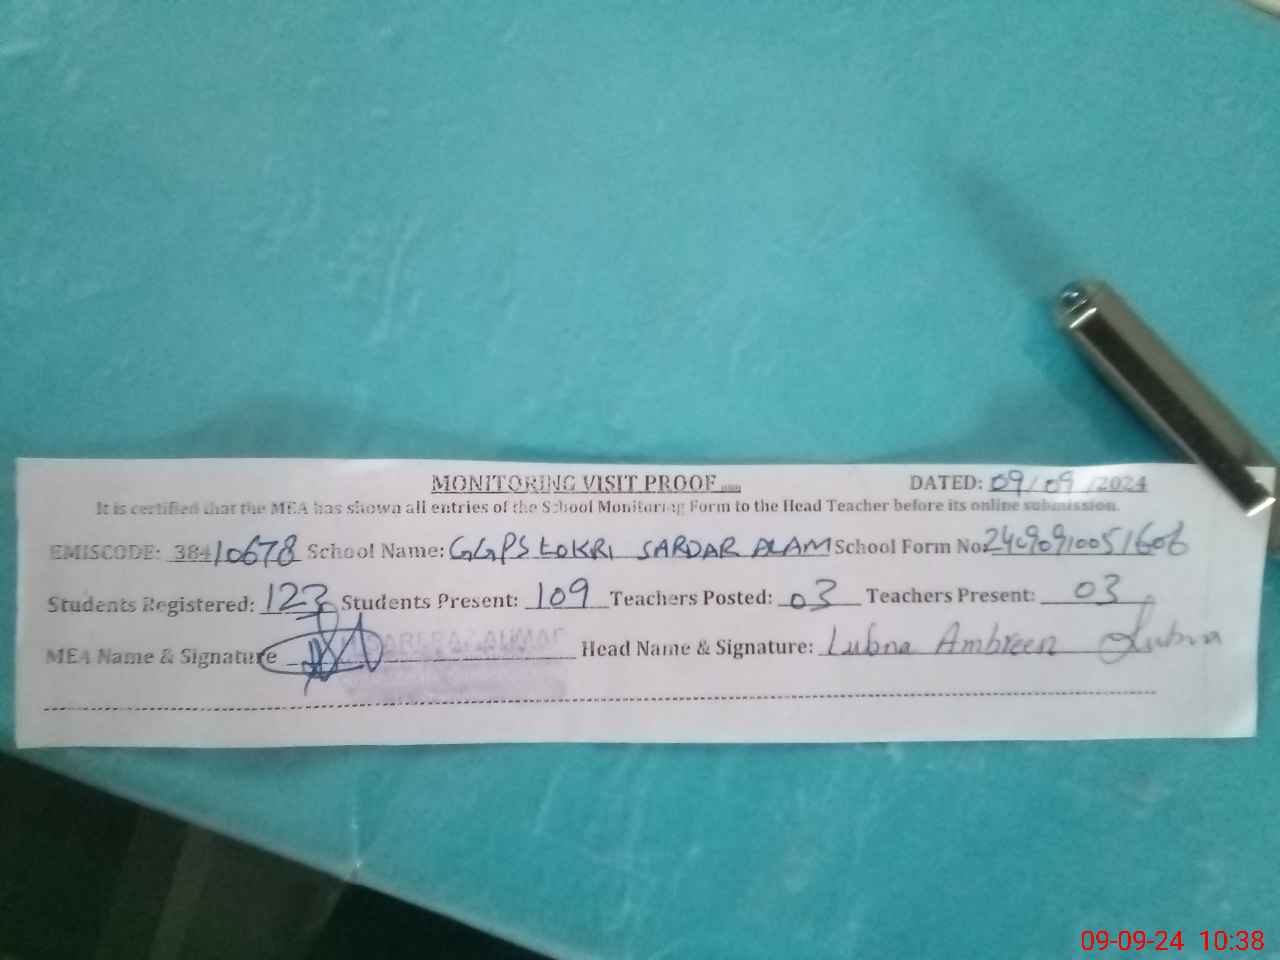 MONITORING VISIT PROOF DATED: 09/09/2024
It is certified that the MEA has shown all entries of the School Monitoring Form to the Head Teacher before its online submission.
EMISCODE: 38410678 School Name: GGPS LOKRI SARDAR ALAM School Form No 24090910051606
Students Registered: 123 Students Present: 109 Teachers Posted: 03 Teachers Present: 03
MEA Name & Signature Head Name & Signature: Lubna Ambreen Lubna
09-09-24 10:38